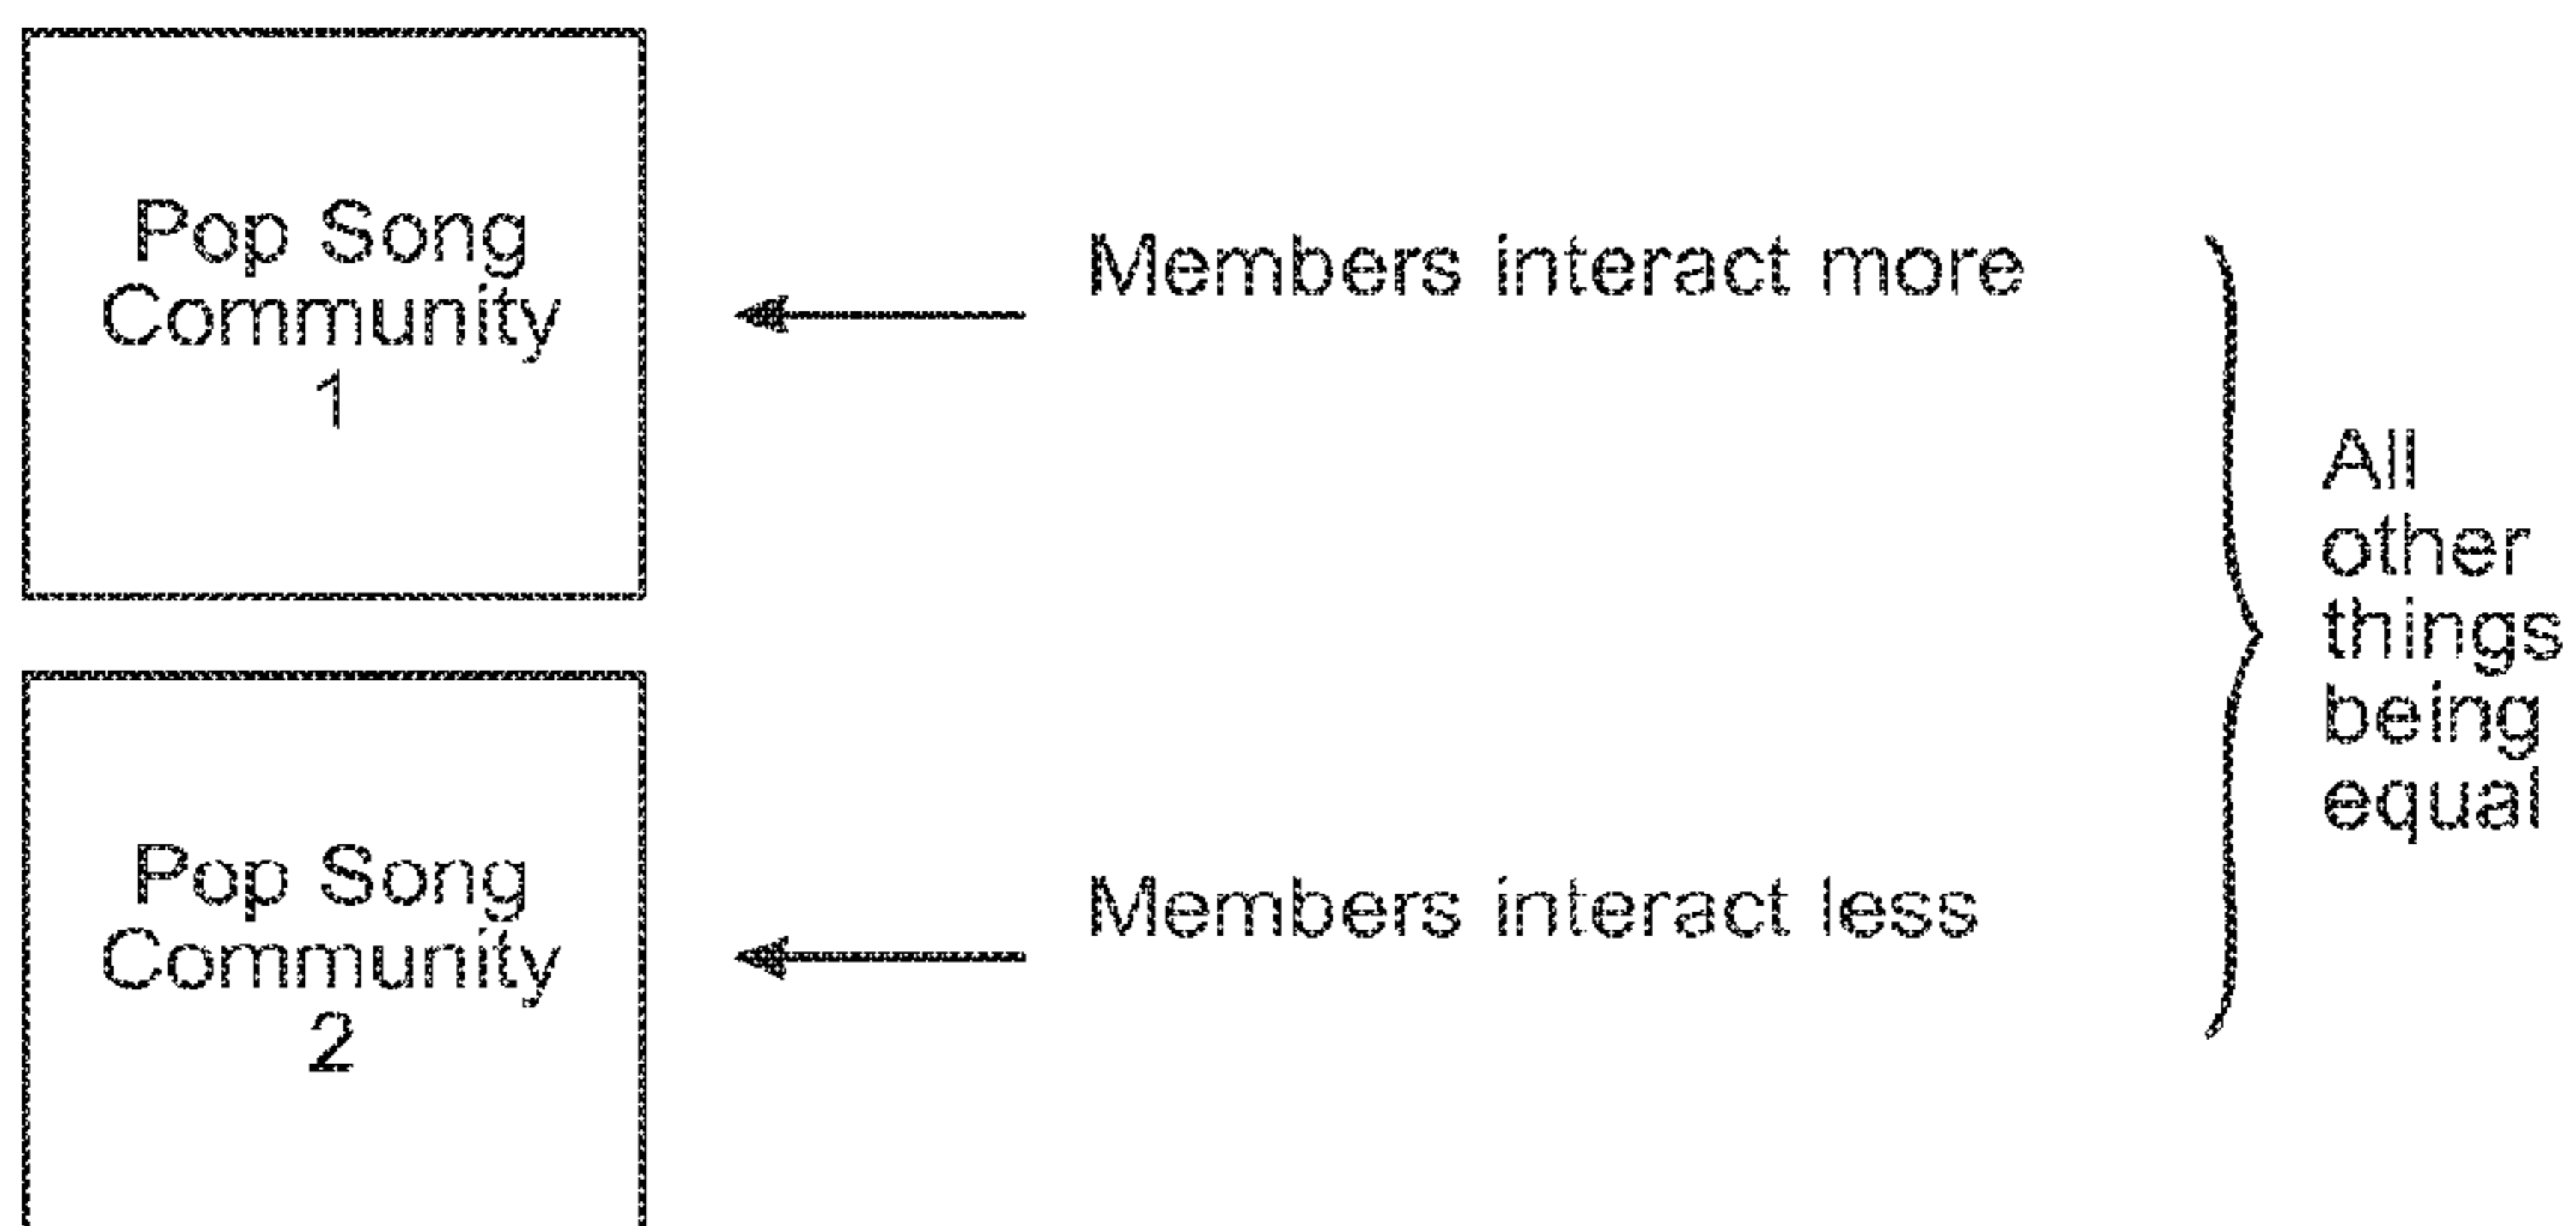 Pop Song
Community
1
Members interact more
All
other
things
being
equal
Pop Song
Community
2
Members interact less